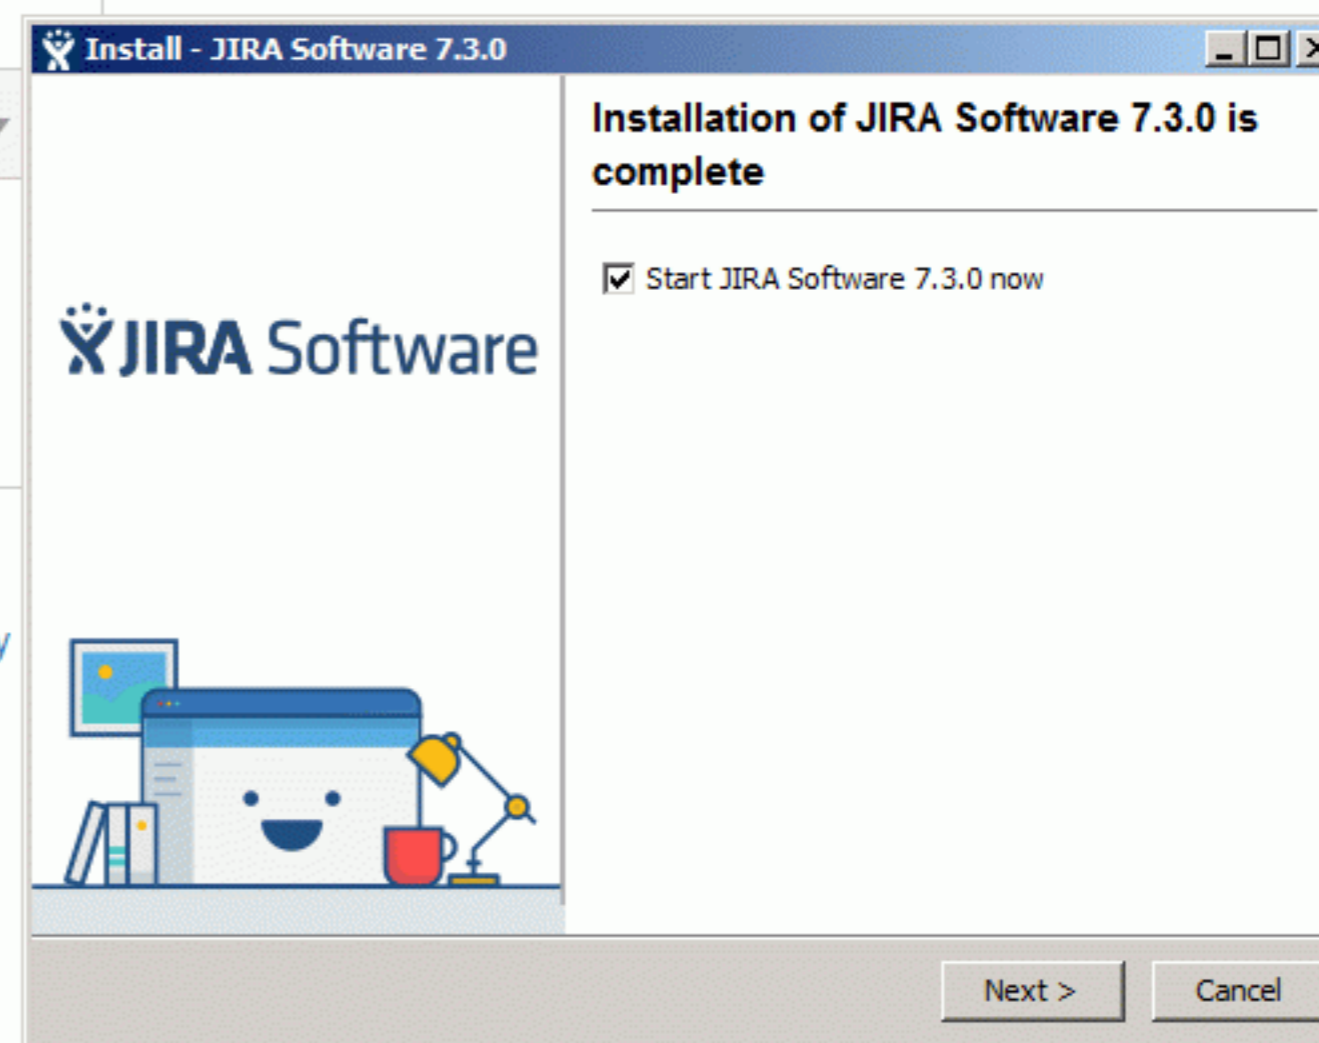 Install - JIRA Software 7.3.0
Installation of JIRA Software 7.3.0 is
complete
Start JIRA Software 7.3.0 now
JIRA Software
Next >
Cancel